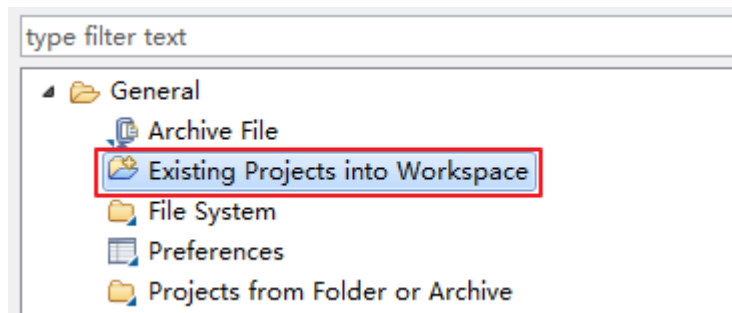 type filter text
General
Archive File
Existing Projects into Workspace
File System
Preferences
Projects from Folder or Archive